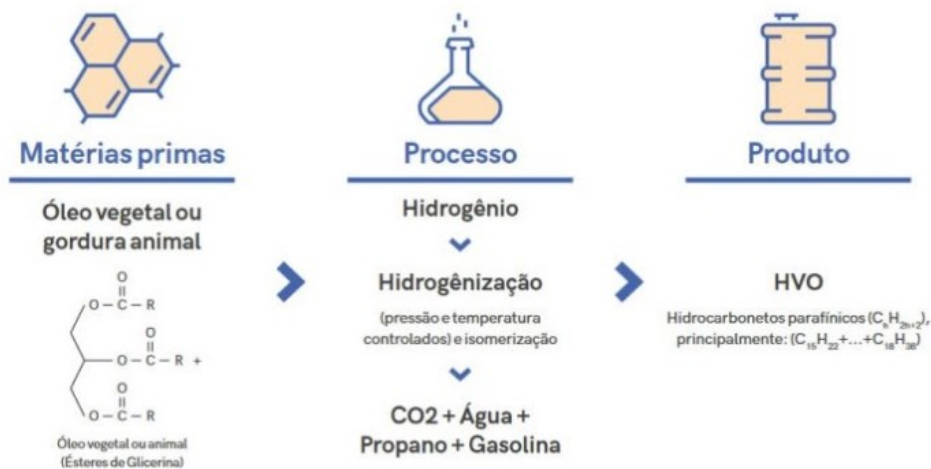 Matérias primas
Óleo vegetal ou
gordura animal
O
O – C – R
O
O – C – R +
O
O – C – R
Óleo vegetal ou animal
(Ésteres de Glicerina)
Processo
Hidrogênio
Hidrogênização
(pressão e temperatura
controlados) e isomerização
CO2 + Água +
Propano + Gasolina
Produto
HVO
Hidrocarbonetos parafínicos (CₙH₂ₙ₊₂),
principalmente: (C₁₅H₂₂+...+C₁₈H₃₈)